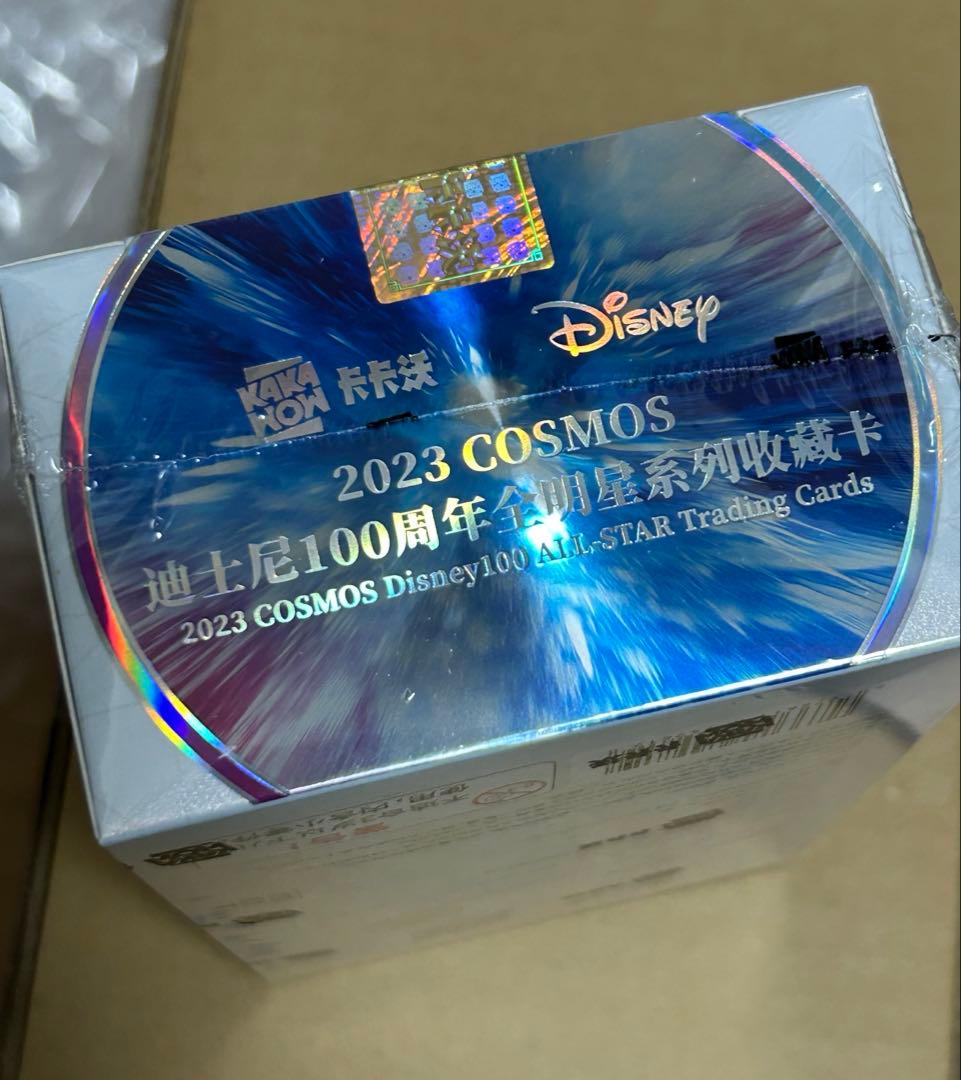 Disney
KAKA
WOW
卡卡沃
2023 COSMOS
迪士尼100周年全明星系列收藏卡
2023 COSMOS Disney100 ALL-STAR Trading Cards